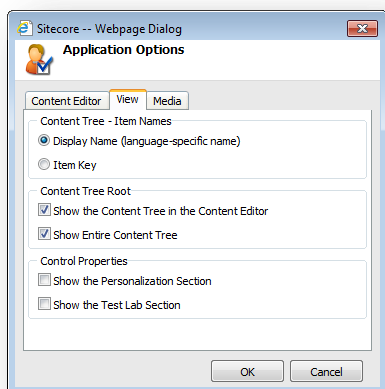 Sitecore -- Webpage Dialog
Application Options
Content Editor View Media
Content Tree - Item Names
Display Name (language-specific name)
Item Key
Content Tree Root
Show the Content Tree in the Content Editor
Show Entire Content Tree
Control Properties
Show the Personalization Section
Show the Test Lab Section
OK Cancel